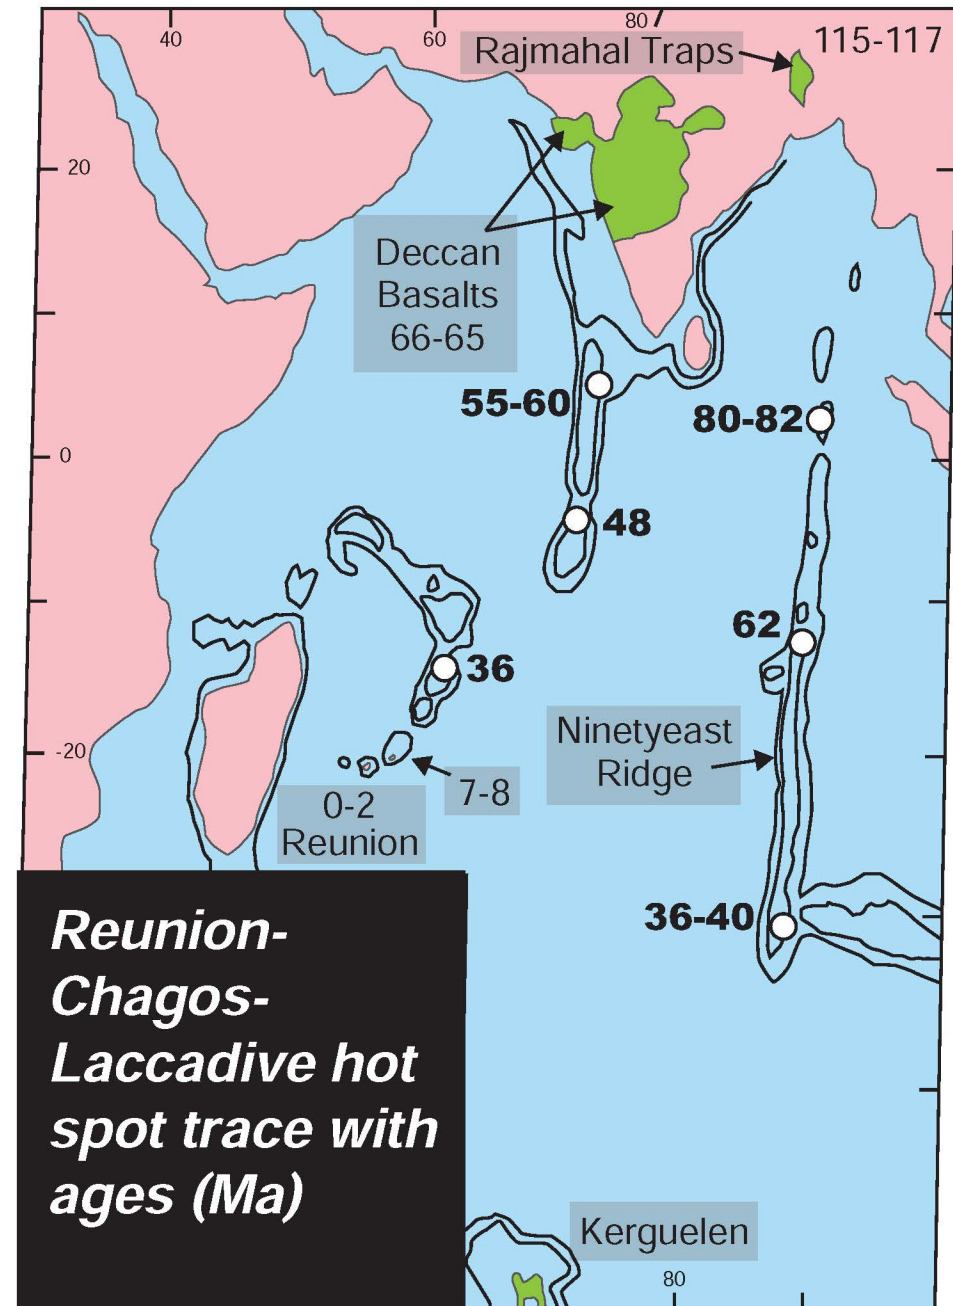 40
60
80
Rajmahal Traps
115-117
20
Deccan
Basalts
66-65
55-60
80-82
0
48
62
36
Ninetyeast
Ridge
-20
7-8
0-2
Reunion
36-40
Reunion-
Chagos-
Laccadive hot
spot trace with
ages (Ma)
Kerguelen
80